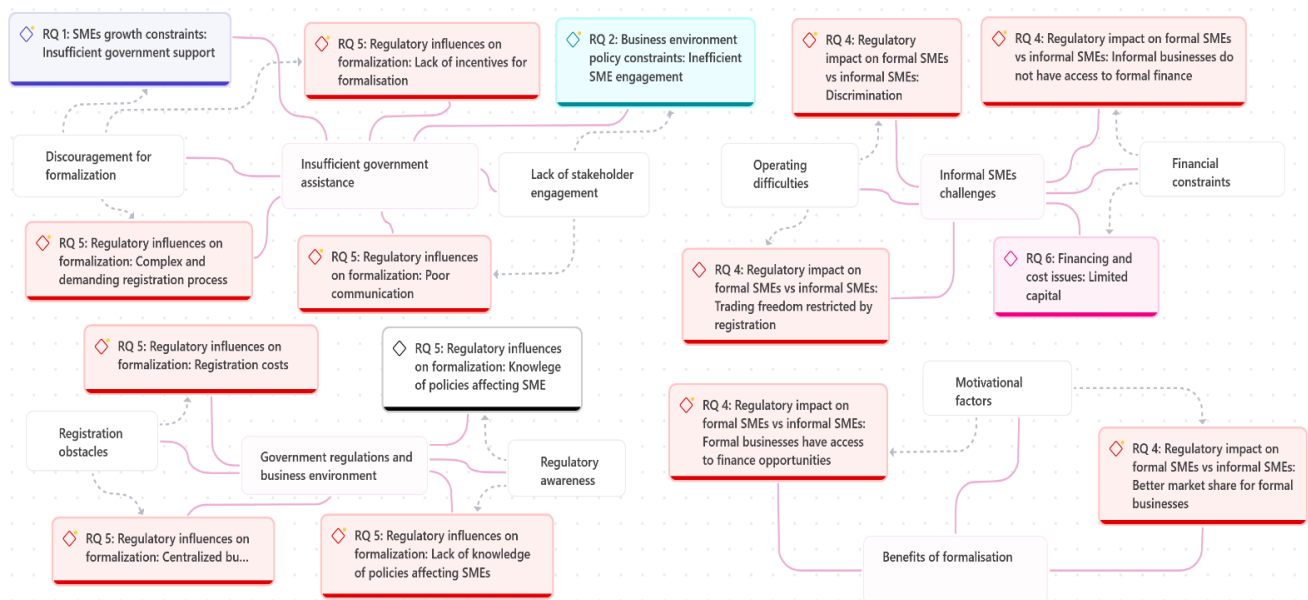 RQ 1: SMEs growth constraints:
Insufficient government support
RQ 5: Regulatory influences on
formalization: Lack of incentives for
formalisation
RQ 2: Business environment
policy constraints: Inefficient
SME engagement
RQ 4: Regulatory
impact on formal SMEs
vs informal SMEs:
Discrimination
RQ 4: Regulatory impact on formal SMEs
vs informal SMEs: Informal businesses do
not have access to formal finance
Discouragement for
formalization
Insufficient government
assistance
Lack of stakeholder
engagement
Operating
difficulties
Informal SMEs
challenges
Financial
constraints
RQ 5: Regulatory influences on
formalization: Complex and
demanding registration process
RQ 5: Regulatory influences
on formalization: Poor
communication
RQ 4: Regulatory impact on
formal SMEs vs informal SMEs:
Trading freedom restricted by
registration
RQ 6: Financing and
cost issues: Limited
capital
RQ 5: Regulatory influences on
formalization: Registration costs
RQ 5: Regulatory influences
on formalization: Knowlege
of policies affecting SME
Motivational
factors
RQ 4: Regulatory impact on
formal SMEs vs informal SMEs:
Formal businesses have access
to finance opportunities
Registration
obstacles
Government regulations and
business environment
Regulatory
awareness
RQ 4: Regulatory impact on
formal SMEs vs informal SMEs:
Better market share for formal
businesses
RQ 5: Regulatory influences on
formalization: Centralized bu...
RQ 5: Regulatory influences on
formalization: Lack of knowledge
of policies affecting SMEs
Benefits of formalisation